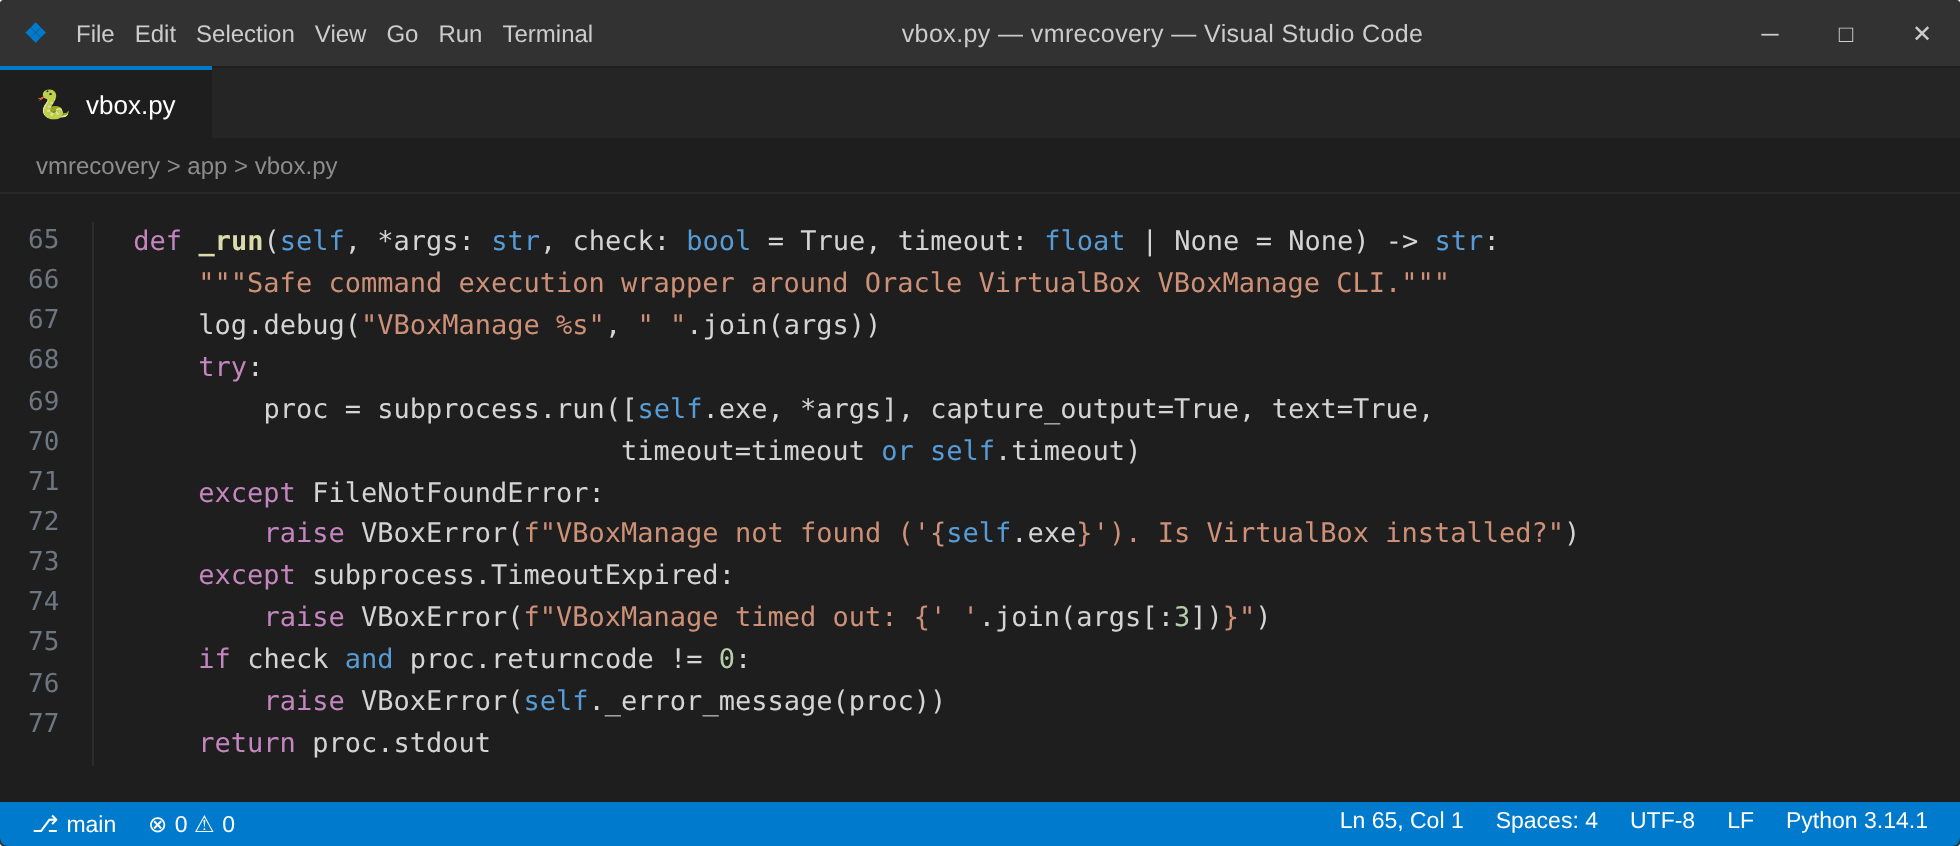 File Edit Selection View Go Run Terminal vbox.py — vmrecovery — Visual Studio Code
vbox.py
vmrecovery > app > vbox.py
65 def _run(self, *args: str, check: bool = True, timeout: float | None = None) -> str:
66 """Safe command execution wrapper around Oracle VirtualBox VBoxManage CLI."""
67 log.debug("VBoxManage %s", " ".join(args))
68 try:
69 proc = subprocess.run([self.exe, *args], capture_output=True, text=True,
70 timeout=timeout or self.timeout)
71 except FileNotFoundError:
72 raise VBoxError(f"VBoxManage not found ('{self.exe}'). Is VirtualBox installed?")
73 except subprocess.TimeoutExpired:
74 raise VBoxError(f"VBoxManage timed out: {' '.join(args[:3])}")
75 if check and proc.returncode != 0:
76 raise VBoxError(self._error_message(proc))
77 return proc.stdout
main ⊗ 0 ⚠ 0 Ln 65, Col 1 Spaces: 4 UTF-8 LF Python 3.14.1